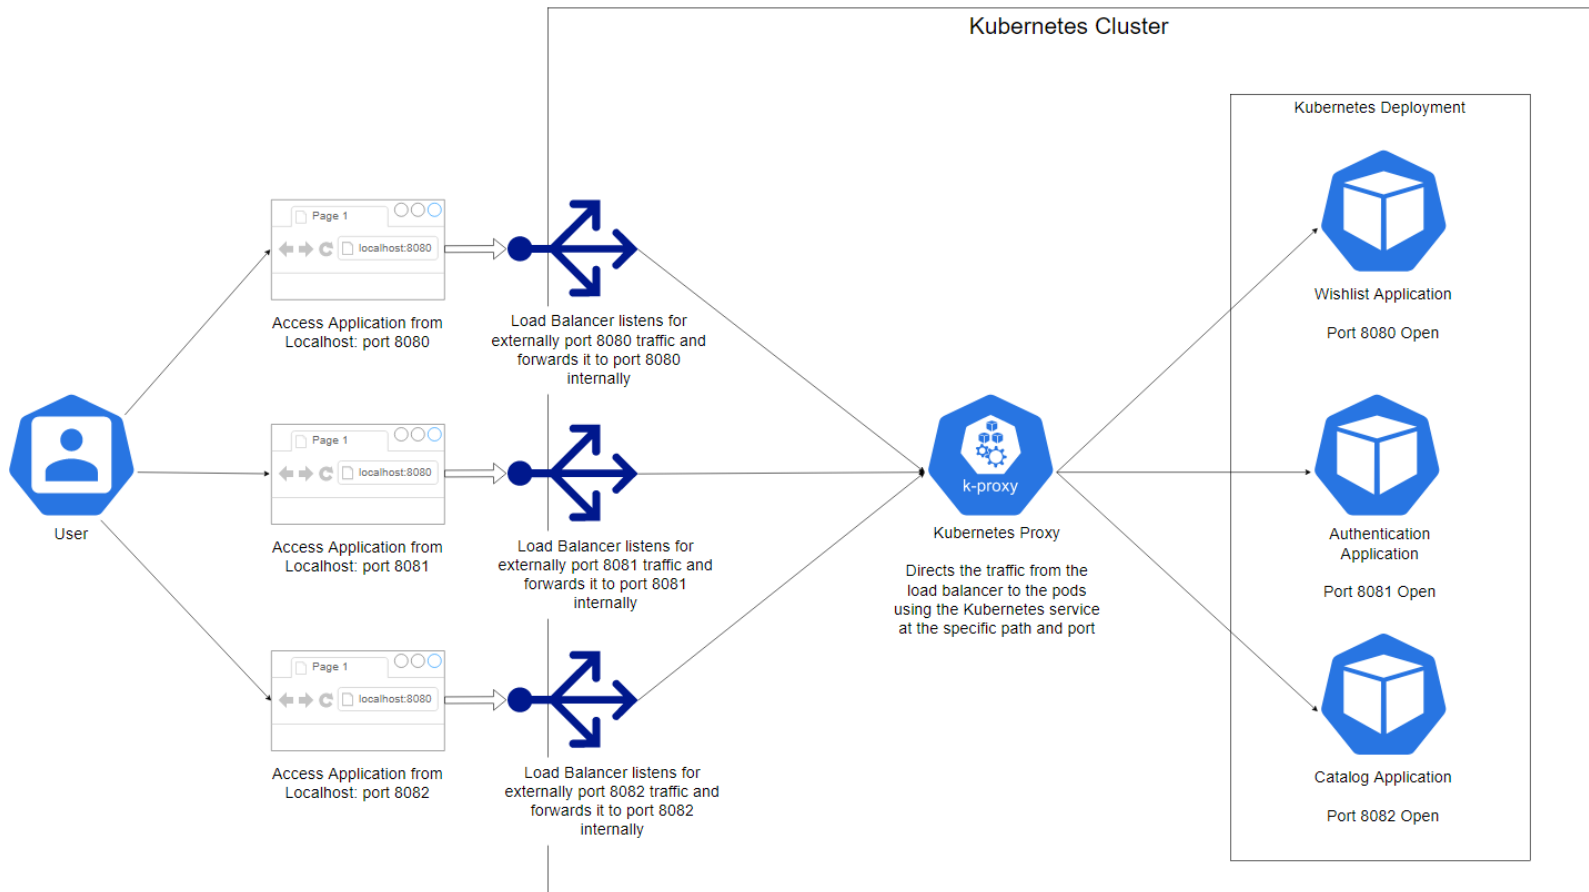 Kubernetes Cluster
Kubernetes Deployment
Page 1
localhost:8080
Access Application from
Localhost: port 8080
Load Balancer listens for
externally port 8080 traffic and
forwards it to port 8080
internally
Wishlist Application
Port 8080 Open
User
Page 1
localhost:8080
Access Application from
Localhost: port 8081
Load Balancer listens for
externally port 8081 traffic and
forwards it to port 8081
internally
k-proxy
Kubernetes Proxy
Directs the traffic from the
load balancer to the pods
using the Kubernetes service
at the specific path and port
Authentication
Application
Port 8081 Open
Page 1
localhost:8080
Access Application from
Localhost: port 8082
Load Balancer listens for
externally port 8082 traffic and
forwards it to port 8082
internally
Catalog Application
Port 8082 Open